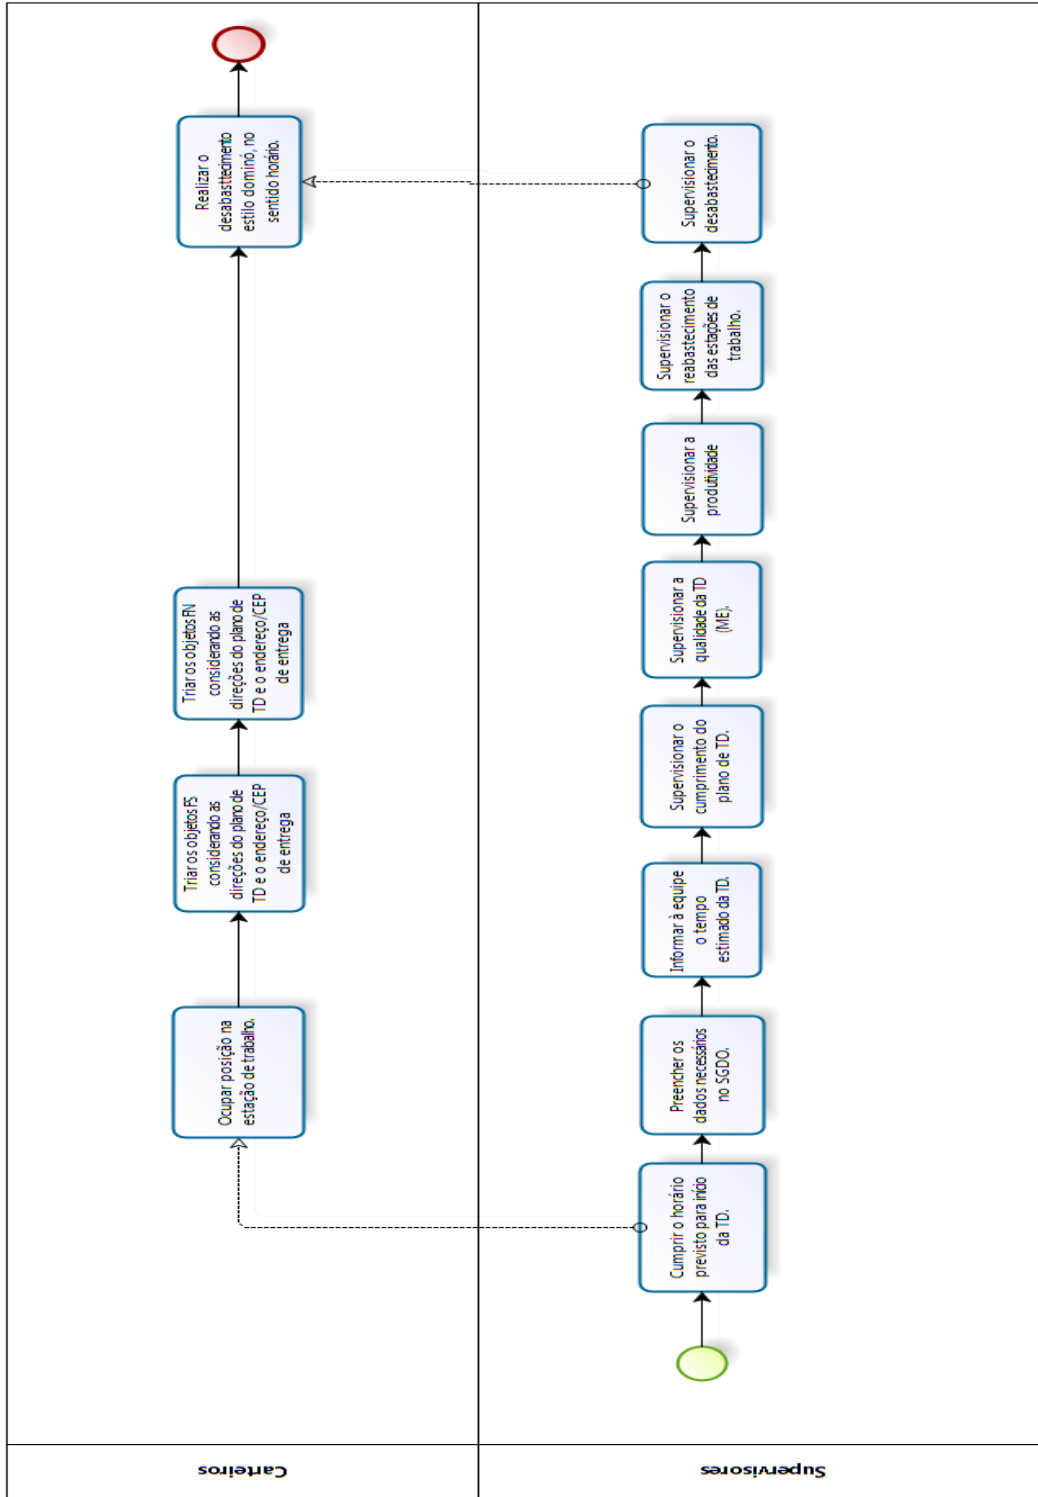 Carteiros
Ocupar posição na
estação de trabalho.
Triar os objetos FS
considerando as
direções do plano de
TD e o endereço/CEP
de entrega
Triar os objetos FN
considerando as
direções do plano de
TD e o endereço/CEP
de entrega
Realizar o
desabasttecimento
estilo dominó, no
sentido horário.
Supervisores
Cumprir o horário
previsto para início
da TD.
Preencher os
dados necessários
no SGDO.
Informar à equipe
o tempo
estimado da TD.
Supervisionar o
cumprimento do
plano de TD.
Supervisionar a
qualidade da TD
(ME).
Supervisionar a
produtividade
Supervisionar o
reabastecimento
das estações de
trabalho.
Supervisionar o
desabastecimento.